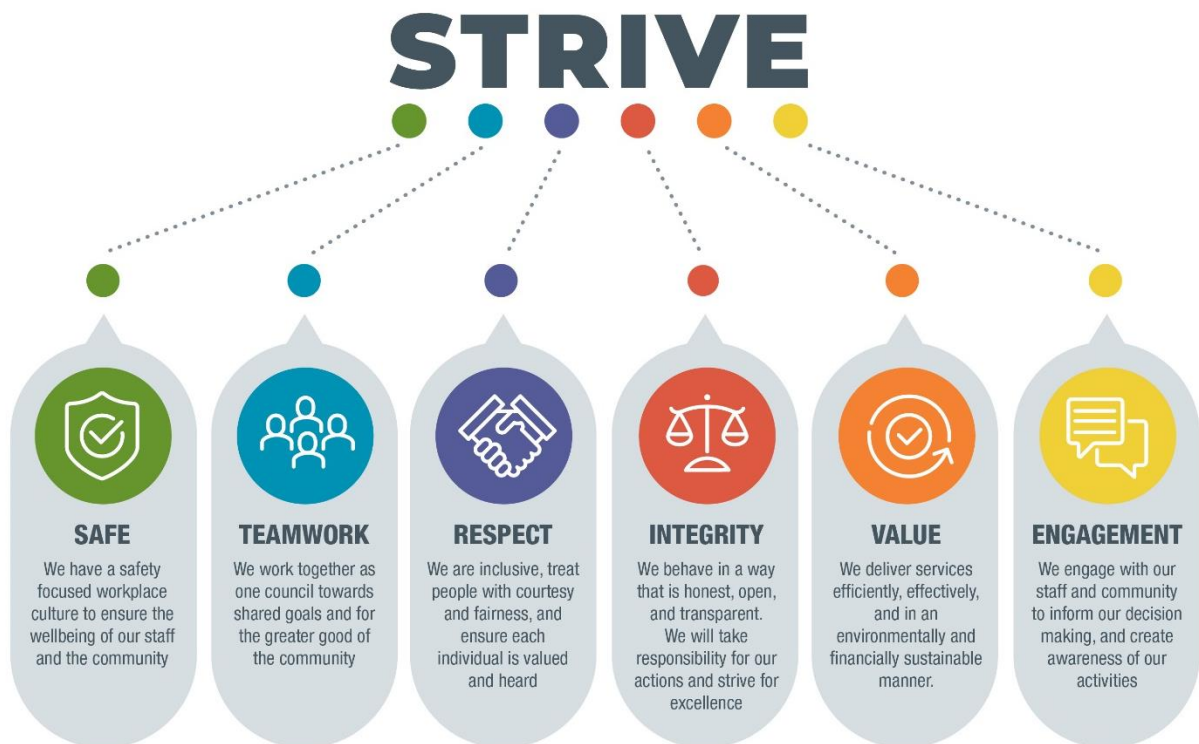 STRIVE
SAFE
We have a safety
focused workplace
culture to ensure the
wellbeing of our staff
and the community
TEAMWORK
We work together as
one council towards
shared goals and for
the greater good of
the community
RESPECT
We are inclusive, treat
people with courtesy
and fairness, and
ensure each
individual is valued
and heard
INTEGRITY
We behave in a way
that is honest, open,
and transparent.
We will take
responsibility for our
actions and strive for
excellence
VALUE
We deliver services
efficiently, effectively,
and in an
environmentally and
financially sustainable
manner.
ENGAGEMENT
We engage with our
staff and community
to inform our decision
making, and create
awareness of our
activities